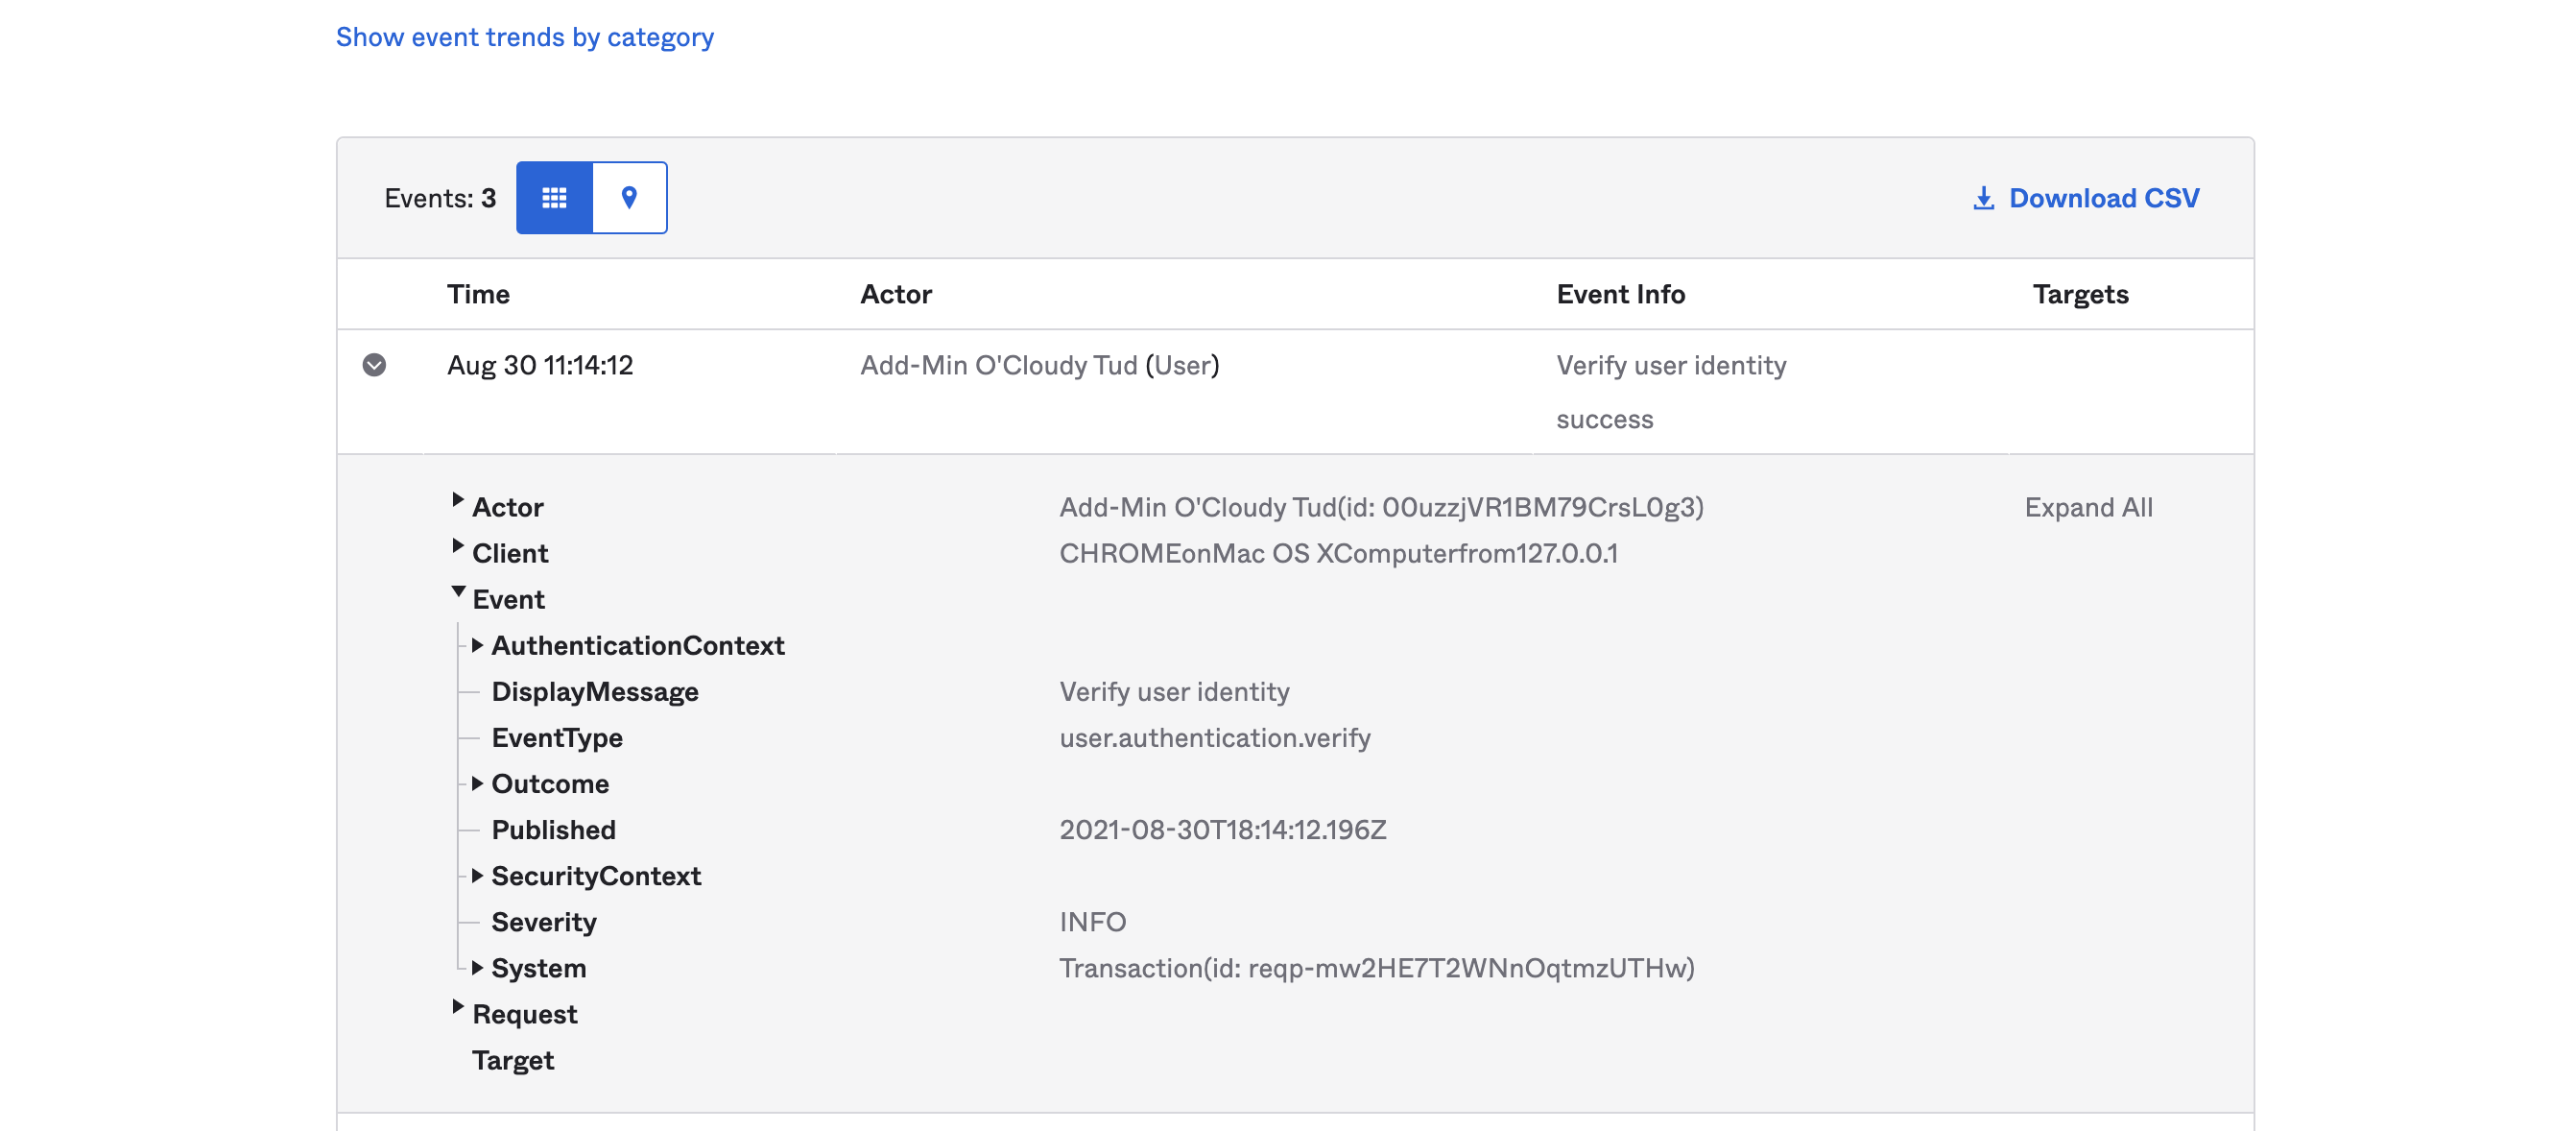 Show event trends by category
Events: 3
Download CSV
Time Actor Event Info Targets
Aug 30 11:14:12 Add-Min O'Cloudy Tud (User) Verify user identity
success
Actor Add-Min O'Cloudy Tud(id: 00uzzjVR1BM79CrsL0g3) Expand All
Client CHROMEonMac OS XComputerfrom127.0.0.1
Event
AuthenticationContext
DisplayMessage Verify user identity
EventType user.authentication.verify
Outcome
Published 2021-08-30T18:14:12.196Z
SecurityContext
Severity INFO
System Transaction(id: reqp-mw2HE7T2WNnOqtmzUTHw)
Request
Target